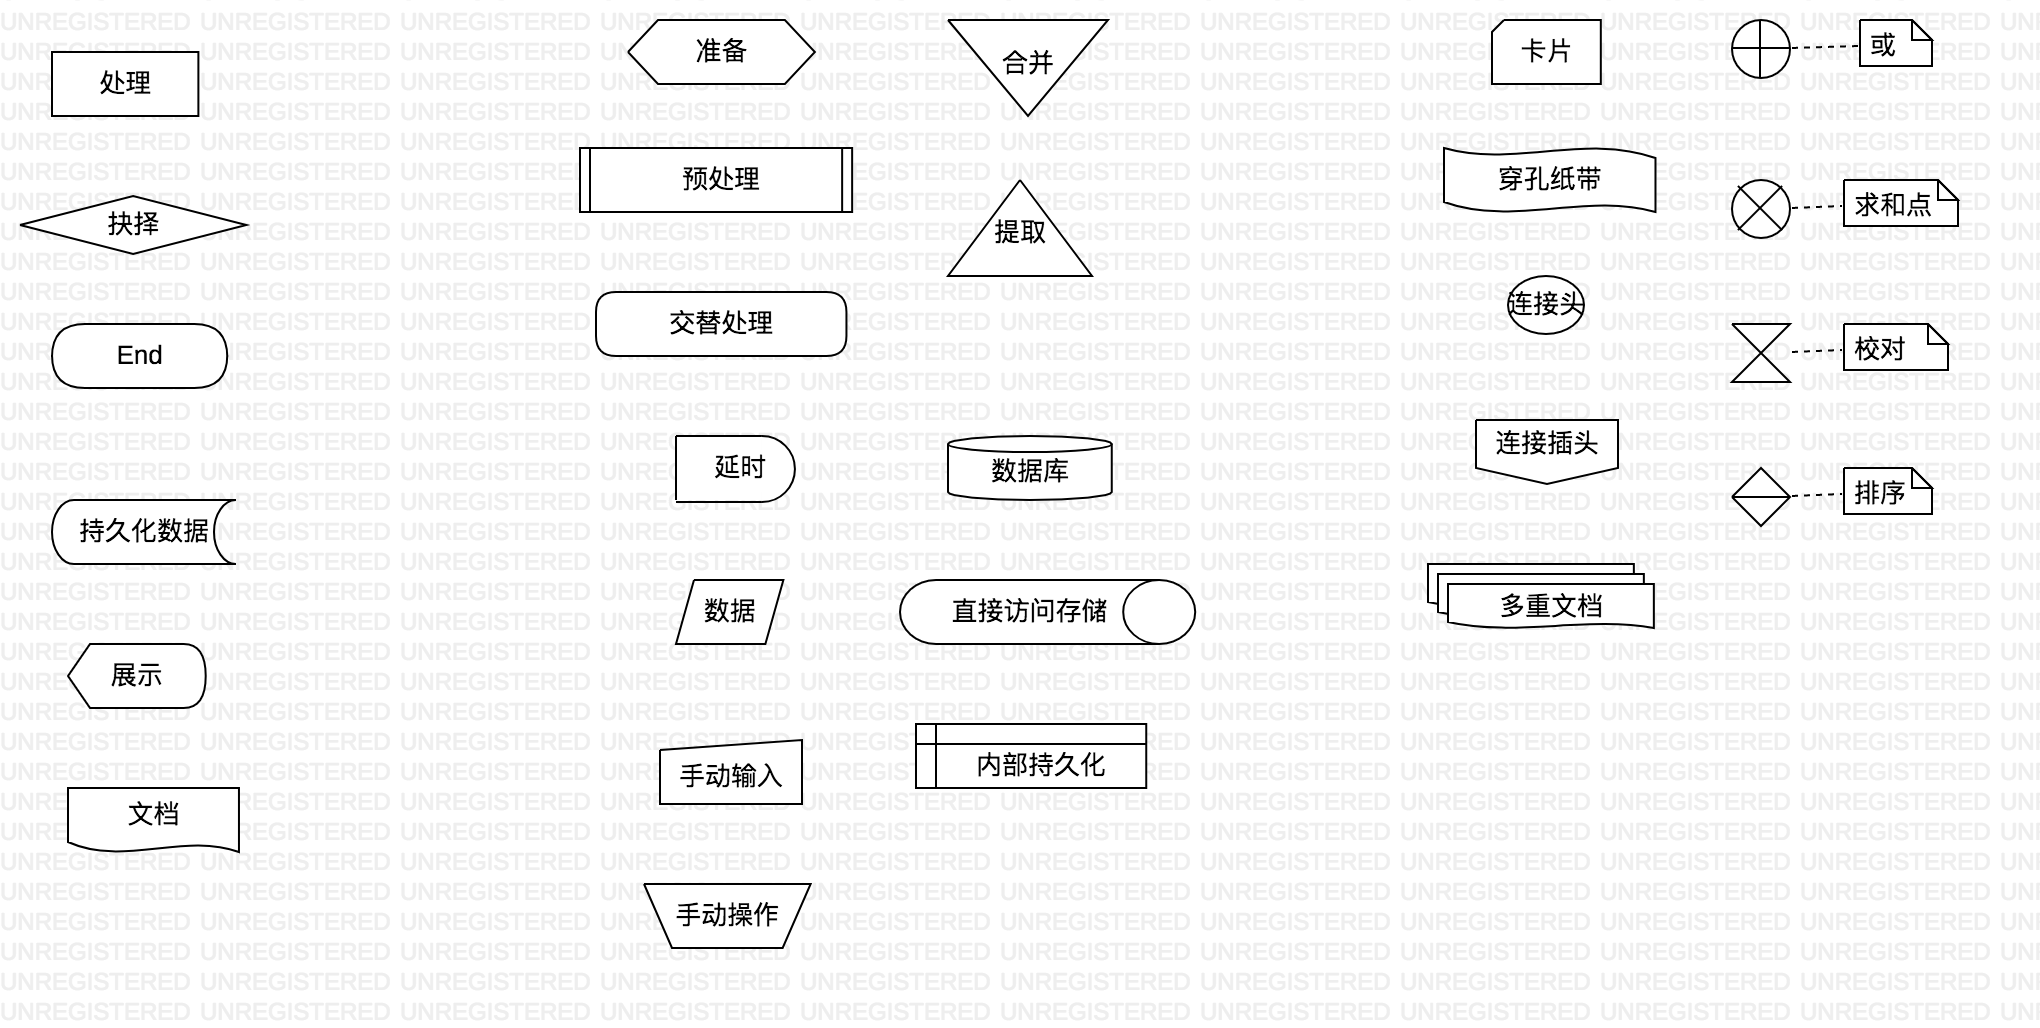 处理
抉择
End
持久化数据
展示
文档
准备
预处理
交替处理
延时
数据
手动输入
手动操作
合并
提取
数据库
直接访问存储
内部持久化
卡片
穿孔纸带
连接头
连接插头
多重文档
或
求和点
校对
排序
UNREGISTERED